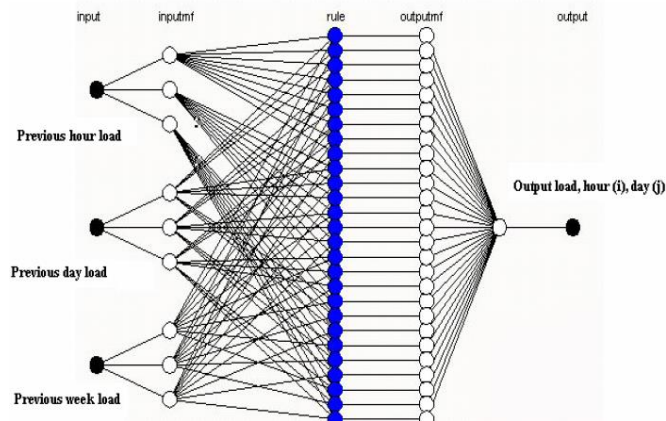 input
inputmf
rule
outputmf
output
Previous hour load
Output load, hour (i), day (j)
Previous day load
Previous week load